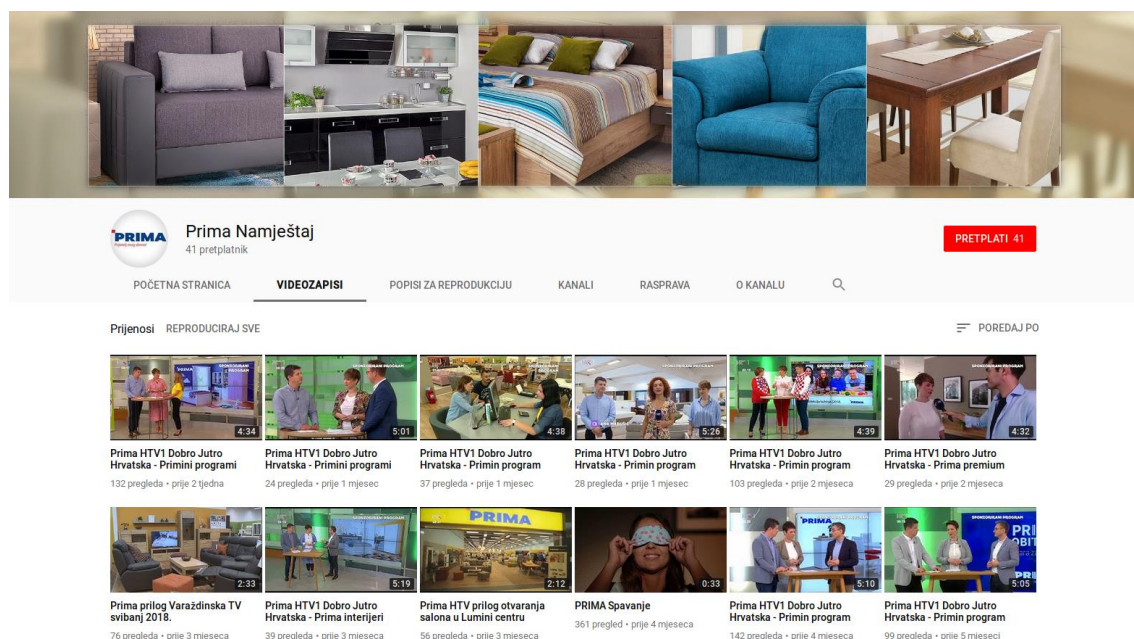 PRIMA
Prima Namještaj
41 pretplatnik
PRETPLATI 41
POČETNA STRANICA VIDEOZAPISI POPISI ZA REPRODUKCIJU KANALI RASPRAVA O KANALU
Prijenosi REPRODUCIRAJ SVE POREDAJ PO
SPONZORIRANI PROGRAM SPONZORIRANI PROGRAM
4:34 5:01 4:38 5:26 4:39 4:32
Prima HTV1 Dobro Jutro Prima HTV1 Dobro Jutro Prima HTV1 Dobro Jutro Prima HTV1 Dobro Jutro Prima HTV1 Dobro Jutro Prima HTV1 Dobro Jutro
Hrvatska - Primini programi Hrvatska - Primini programi Hrvatska - Primin program Hrvatska - Primin program Hrvatska - Primin program Hrvatska - Prima premium
132 pregleda • prije 2 tjedna 24 pregleda • prije 1 mjesec 37 pregleda • prije 1 mjesec 28 pregleda • prije 1 mjesec 103 pregleda • prije 2 mjeseca 29 pregleda • prije 2 mjeseca
PRIMA PRIMA
2:33 5:19 2:12 0:33 5:10 5:05
Prima prilog Varaždinska TV Prima HTV1 Dobro Jutro Prima HTV prilog otvaranja PRIMA Spavanje Prima HTV1 Dobro Jutro Prima HTV1 Dobro Jutro
svibanj 2018. Hrvatska - Prima interijeri salona u Lumini centru Hrvatska - Primin program Hrvatska - Primin program
76 pregleda • prije 3 mjeseca 39 pregleda • prije 3 mjeseca 56 pregleda • prije 3 mjeseca 361 pregled • prije 4 mjeseca 142 pregleda • prije 4 mjeseca 99 pregleda • prije 5 mjeseci